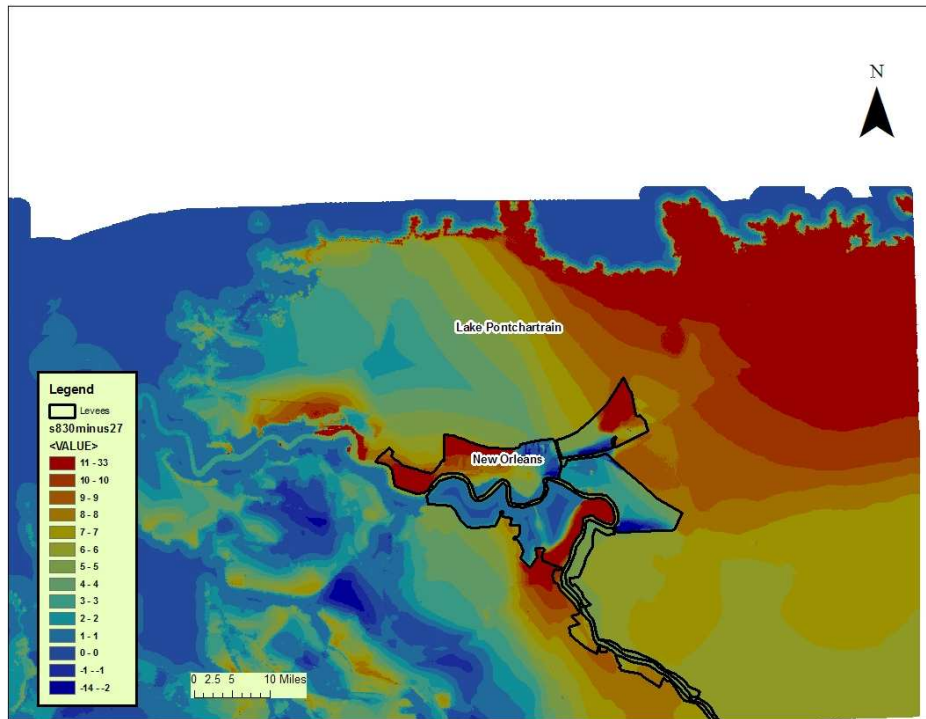 N
Lake Pontchartrain
New Orleans
Legend
Levees
s830minus27
<VALUE>
11 - 33
10 - 10
9 - 9
8 - 8
7 - 7
6 - 6
5 - 5
4 - 4
3 - 3
2 - 2
1 - 1
0 - 0
-1 - -1
-14 - -2
0 2.5 5 10 Miles